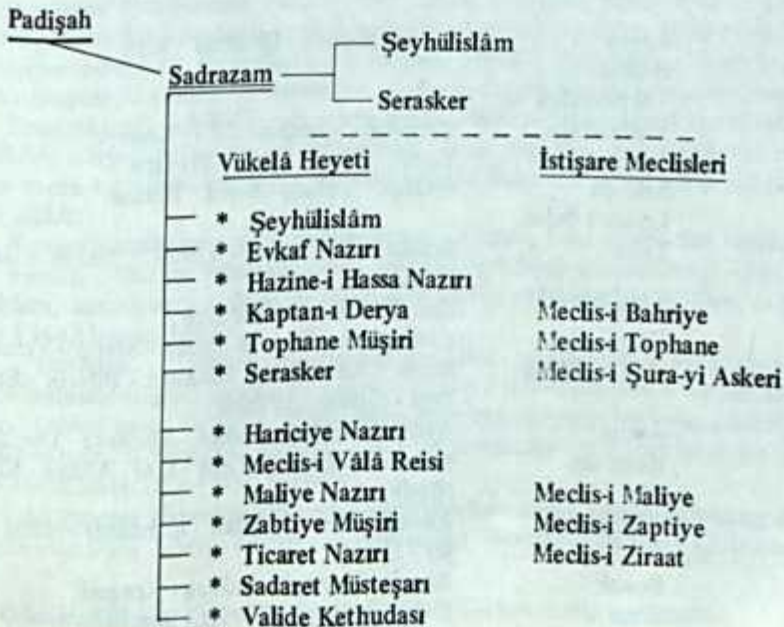 Padişah
Şeyhülislâm
Sadrazam
Serasker
Vükelâ Heyeti İstişare Meclisleri
* Şeyhülislâm
* Evkaf Nazırı
* Hazine-i Hassa Nazırı
* Kaptan-ı Derya Meclis-i Bahriye
* Tophane Müşiri Meclis-i Tophane
* Serasker Meclis-i Şura-yi Askeri
* Hariciye Nazırı
* Meclis-i Vâlâ Reisi
* Maliye Nazırı Meclis-i Maliye
* Zabtiye Müşiri Meclis-i Zaptiye
* Ticaret Nazırı Meclis-i Ziraat
* Sadaret Müsteşarı
* Valide Kethudası